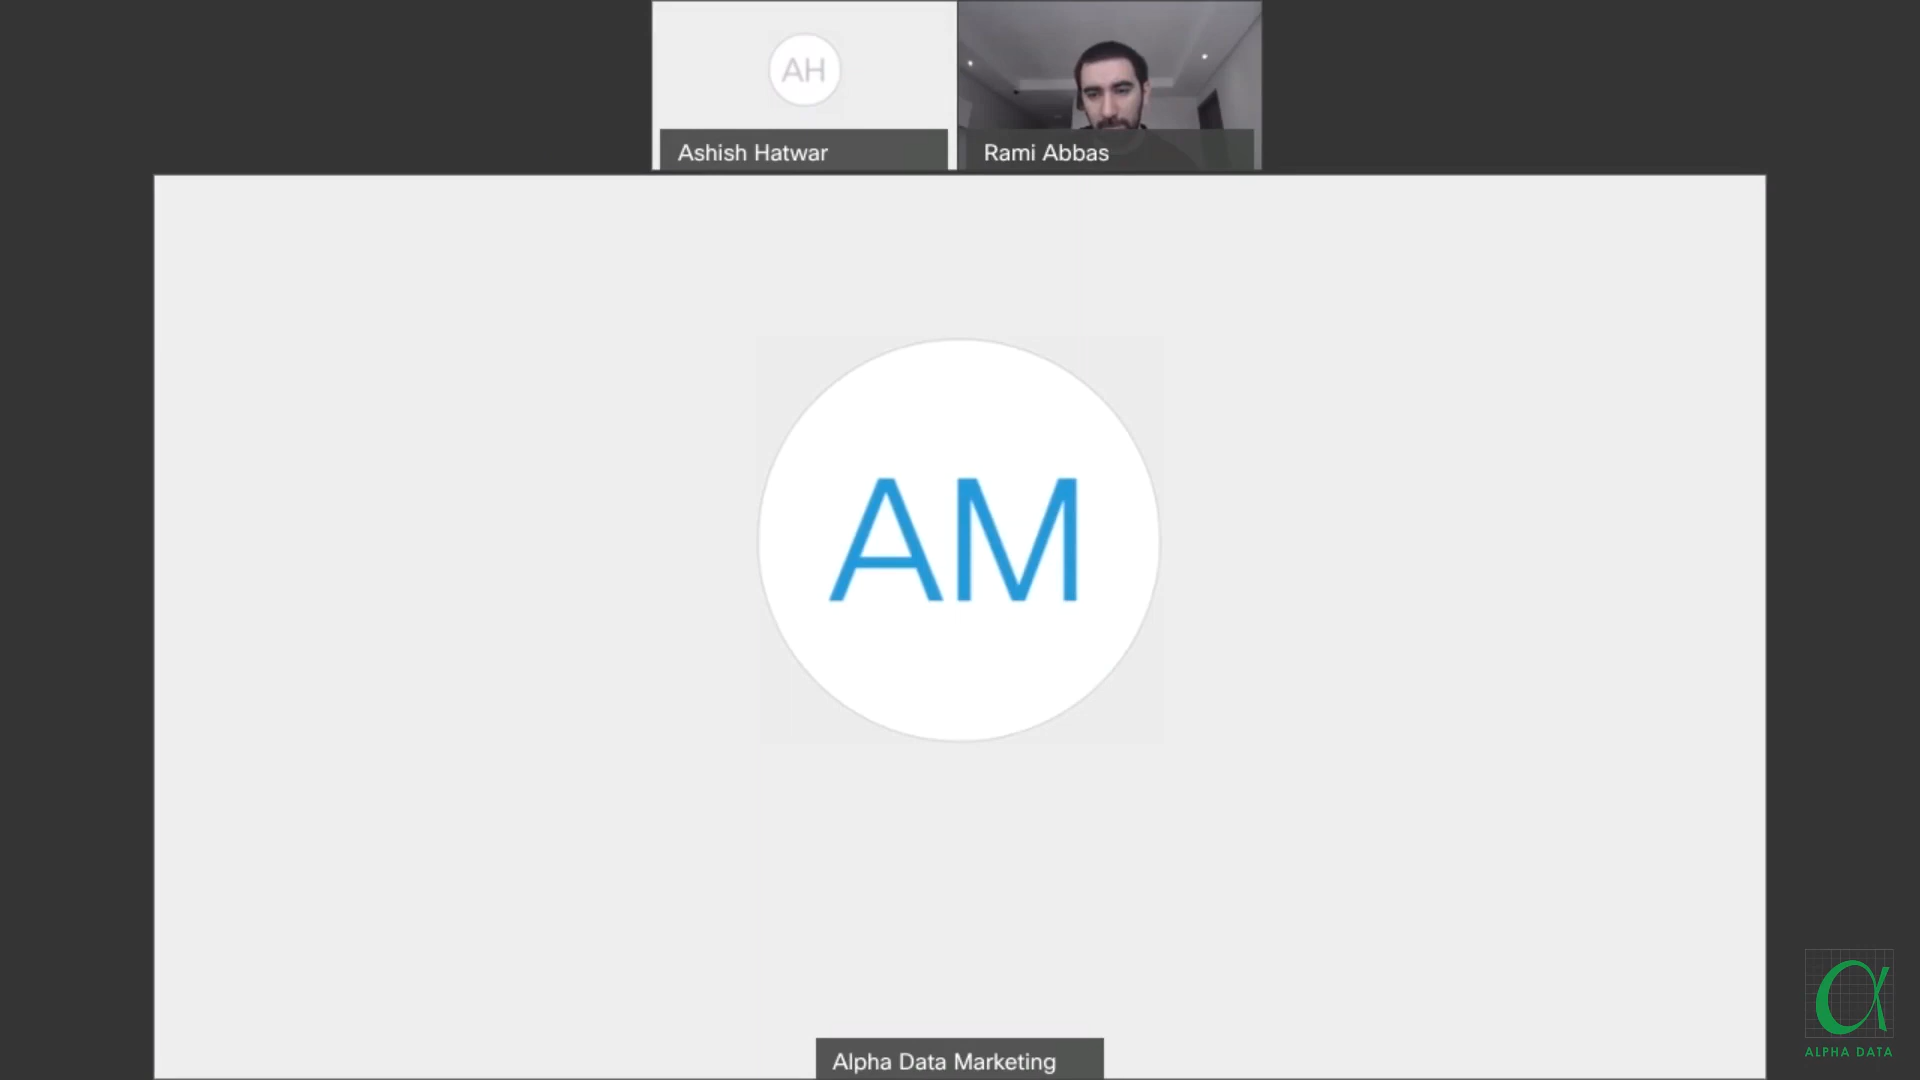 AH
Ashish Hatwar
Rami Abbas
AM
Alpha Data Marketing
ALPHA DATA